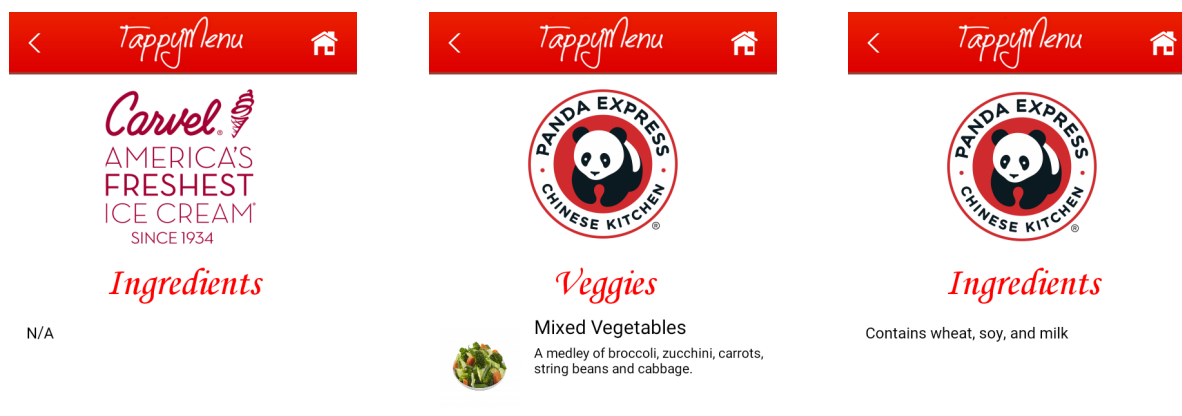 TappyMenu
Carvel®
AMERICA'S
FRESHEST
ICE CREAM
SINCE 1934
Ingredients
N/A
TappyMenu
PANDA EXPRESS
CHINESE KITCHEN
®
Veggies
Mixed Vegetables
A medley of broccoli, zucchini, carrots,
string beans and cabbage.
TappyMenu
PANDA EXPRESS
CHINESE KITCHEN
®
Ingredients
Contains wheat, soy, and milk